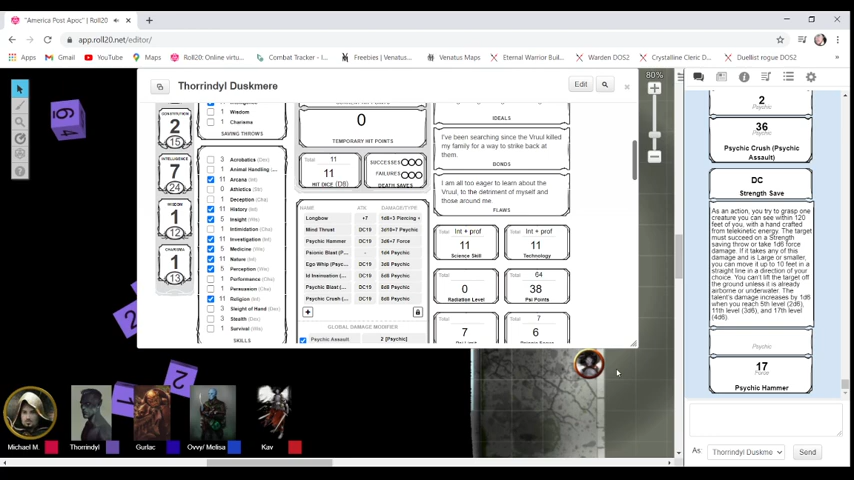 "America Post Apoc" | Roll20
app.roll20.net/editor/
Apps
Gmail
YouTube
Maps
Roll20: Online virtu...
Combat Tracker - I...
Freebies | Venatus...
Venatus Maps
Eternal Warrior Buil...
Warden DOS2
Crystalline Cleric D...
Duellist rogue DOS2
Thorrindyl Duskmere
Edit
80%
1
Wisdom
1
Charisma
SAVING THROWS
CONSTITUTION
2
15
INTELLIGENCE
7
24
WISDOM
1
12
CHARISMA
1
13
3 Acrobatics (Dex)
1 Animal Handling (...
11 Arcana (Int)
0 Athletics (Str)
1 Deception (Cha)
11 History (Int)
5 Insight (Wis)
1 Intimidation (Cha)
11 Investigation (Int)
5 Medicine (Wis)
11 Nature (Int)
5 Perception (Wis)
1 Performance (Cha)
1 Persuasion (Cha)
11 Religion (Int)
3 Sleight of Hand (Dex)
3 Stealth (Dex)
1 Survival (Wis)
SKILLS
0
TEMPORARY HIT POINTS
Total 11
11
HIT DICE (D6)
SUCCESSES
FAILURES
DEATH SAVES
NAME ATK DAMAGE/TYPE
Longbow +7 1d8+3 Piercing +
Mind Thrust DC19 3d10+7 Psychic
Psychic Hammer DC19 3d6+7 Force
Psionic Blast (P... - 1d4 Psychic
Ego Whip (Psyc... DC19 3d8 Psychic
Id Insinuation (... DC19 5d8 Psychic
Psychic Blast (... DC19 3d8 Psychic
Psychic Crush (... DC19 8d8 Psychic
GLOBAL DAMAGE MODIFIER
Psychic Assault 2 [Psychic]
IDEALS
I've been searching since the Vruul killed
my family for a way to strike back at
them.
BONDS
I am all too eager to learn about the
Vruul, to the detriment of myself and
those around me.
FLAWS
Int + prof
11
Science Skill
Int + prof
11
Technology
Total
0
Radiation Level
64
38
Psi Points
Total
7
Total 7
6
2
Psychic
36
Psychic Crush (Psychic
Assault)
DC
Strength Save
As an action, you try to grasp one
creature you can see within 120
feet of you, with a hand crafted
from telekinetic energy. The target
must succeed on a Strength
saving throw or take 1d6 force
damage. If it takes any of this
damage and is Large or smaller,
you can move it up to 10 feet in a
straight line in a direction of your
choice. You can't lift the target
off the ground unless it is already
airborne or underwater. The
talent's damage increases by 1d6
when you reach 5th level (2d6),
11th level (3d6), and 17th level
(4d6)
Psychic
17
Force
Psychic Hammer
As:
Thorrindyl Duskme
Send
Michael M.
Thorrindyl
Gurlac
Ovvy/ Melisa
Kav